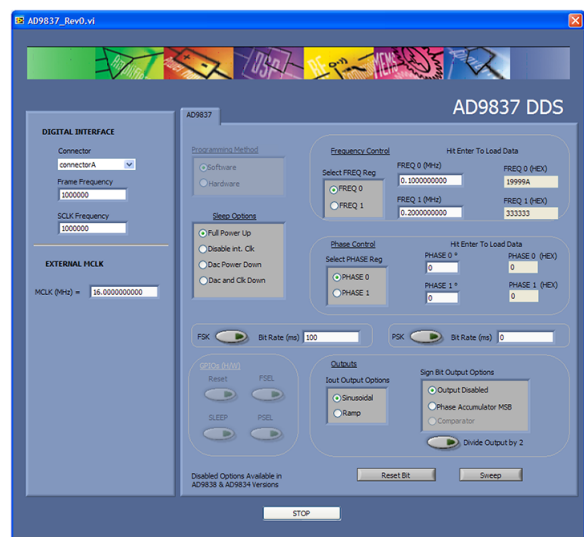 AD9837_Rev0.vi
DSP
RF
MEMS
AD9837 DDS
DIGITAL INTERFACE
Connector
connectorA
Frame Frequency
1000000
SCLK Frequency
1000000
EXTERNAL MCLK
MCLK (MHz) = 16.0000000000
AD9837
Programming Method
Software
Hardware
Sleep Options
Full Power Up
Disable int. Clk
Dac Power Down
Dac and Clk Down
Frequency Control
Hit Enter To Load Data
Select FREQ Reg
FREQ 0
FREQ 1
FREQ 0 (MHz)
0.1000000000
FREQ 0 (HEX)
19999A
FREQ 1 (MHz)
0.2000000000
FREQ 1 (HEX)
333333
Phase Control
Hit Enter To Load Data
Select PHASE Reg
PHASE 0
PHASE 1
PHASE 0 °
0
PHASE 0 (HEX)
0
PHASE 1 °
0
PHASE 1 (HEX)
0
FSK
Bit Rate (ms) 100
PSK
Bit Rate (ms) 0
GPIOs (H/W)
Reset
FSEL
SLEEP
PSEL
Outputs
Iout Output Options
Sinusoidal
Ramp
Sign Bit Output Options
Output Disabled
Phase Accumulator MSB
Comparator
Divide Output by 2
Disabled Options Available in
AD9838 & AD9834 Versions
Reset Bit
Sweep
STOP